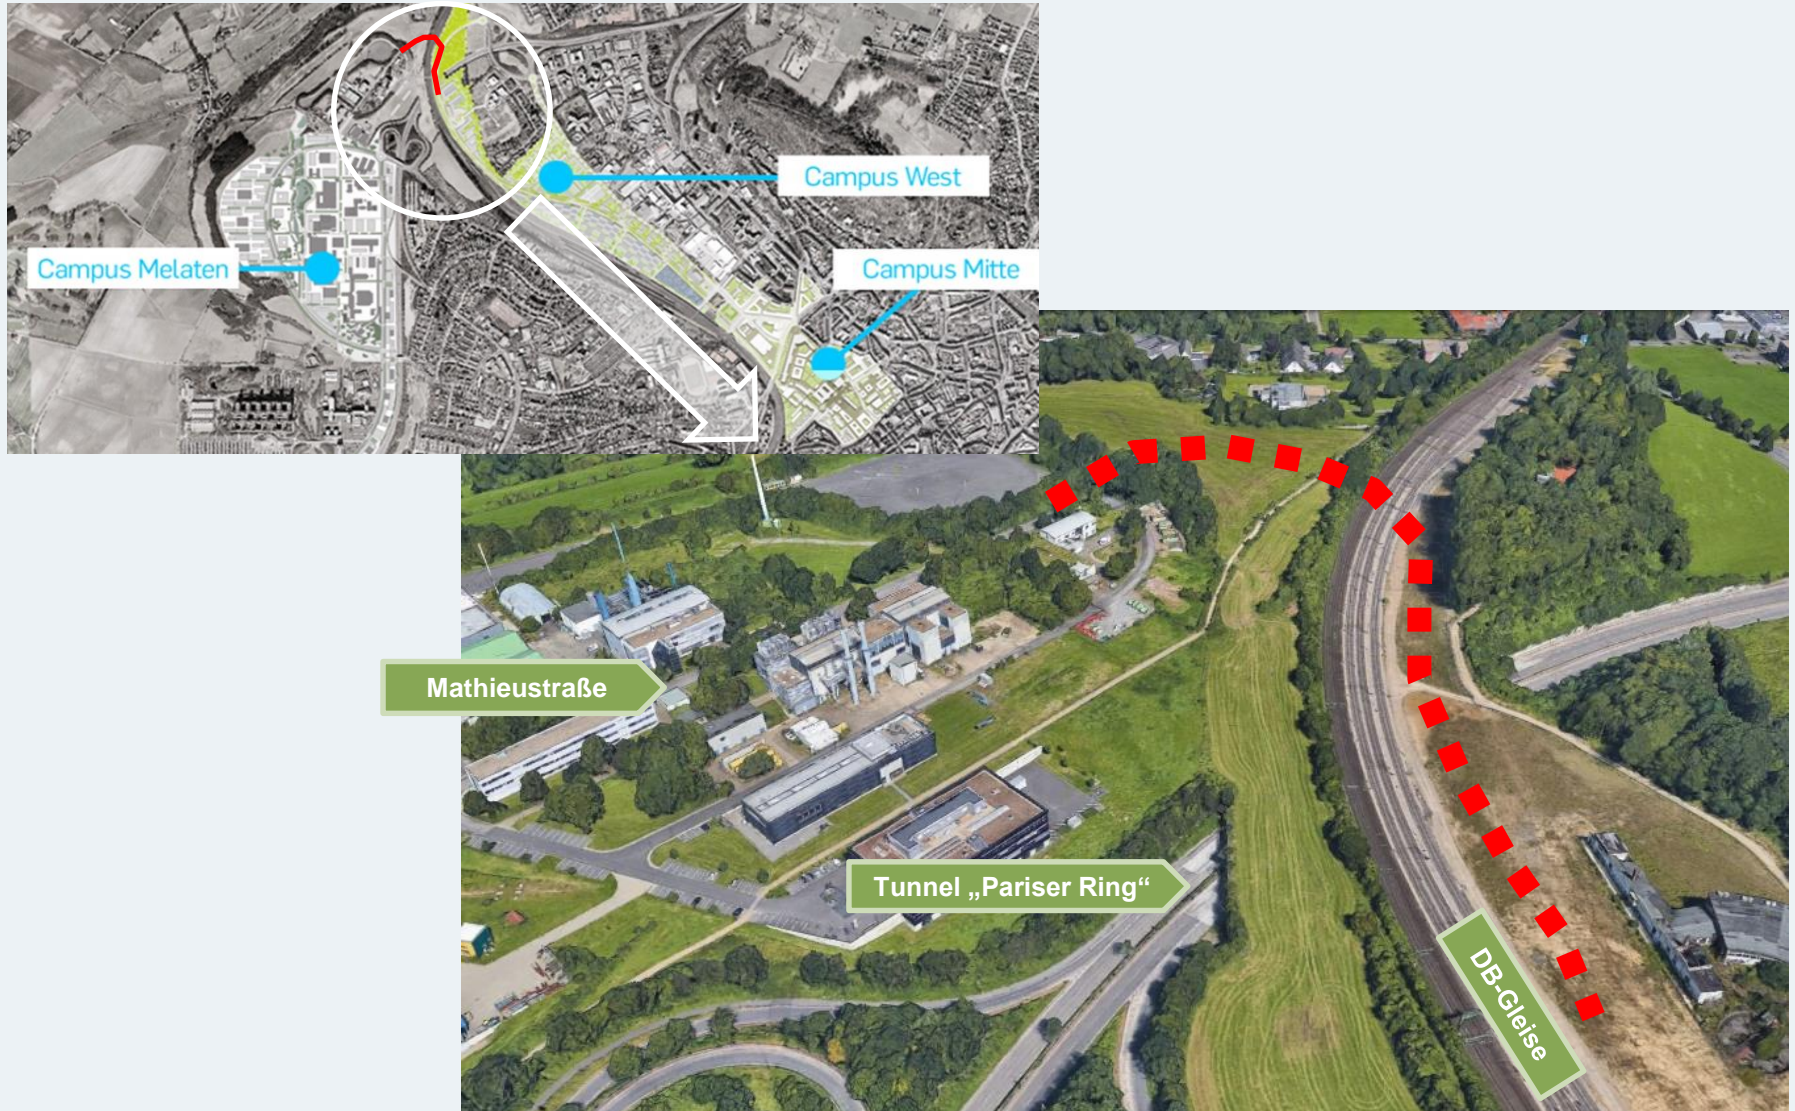 Campus West
Campus Melaten
Campus Mitte
Mathieustraße
Tunnel „Pariser Ring“
DB-Gleise